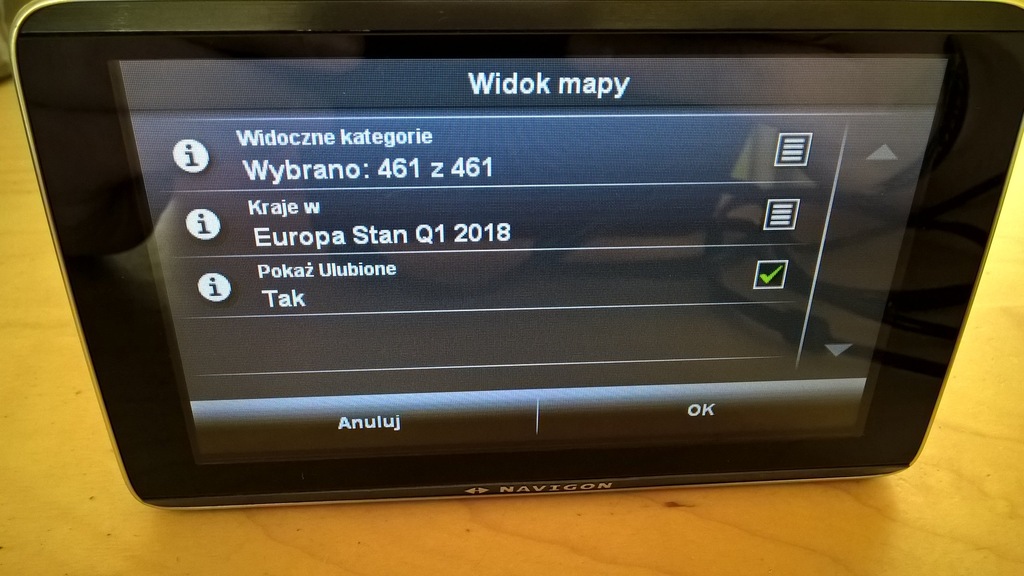 Widok mapy
Widoczne kategorie
Wybrano: 461 z 461
Kraje w
Europa Stan Q1 2018
Pokaż Ulubione
Tak
Anuluj
OK
NAVIGON